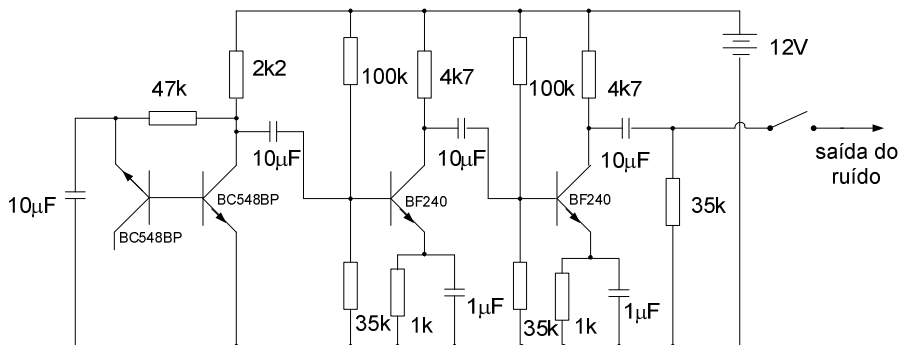 2k2
100k
4k7
100k
4k7
12V
47k
10µF
10µF
10µF
saída do
ruído
10µF
BC548BP
BC548BP
BF240
BF240
35k
35k
1k
1µF
35k
1k
1µF